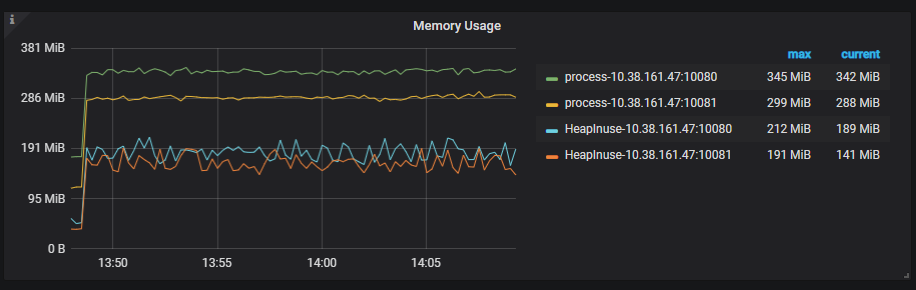 i
Memory Usage
381 MiB
286 MiB
191 MiB
95 MiB
0 B
13:50 13:55 14:00 14:05
max current
process-10.38.161.47:10080 345 MiB 342 MiB
process-10.38.161.47:10081 299 MiB 288 MiB
HeapInuse-10.38.161.47:10080 212 MiB 189 MiB
HeapInuse-10.38.161.47:10081 191 MiB 141 MiB